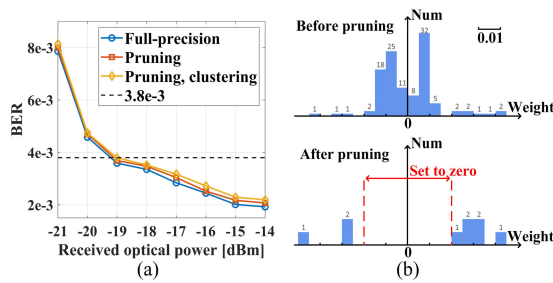 8e-3
6e-3
4e-3
2e-3
BER
Full-precision
Pruning
Pruning, clustering
3.8e-3
-21 -20 -19 -18 -17 -16 -15 -14
Received optical power [dBm]
(a)
Before pruning
Num
0.01
1 1 1 2 18 25 11 8 32 5 2 2 1 1 2
Weight
0
After pruning
Num
Set to zero
1 2 1 2 2 1
Weight
0
(b)